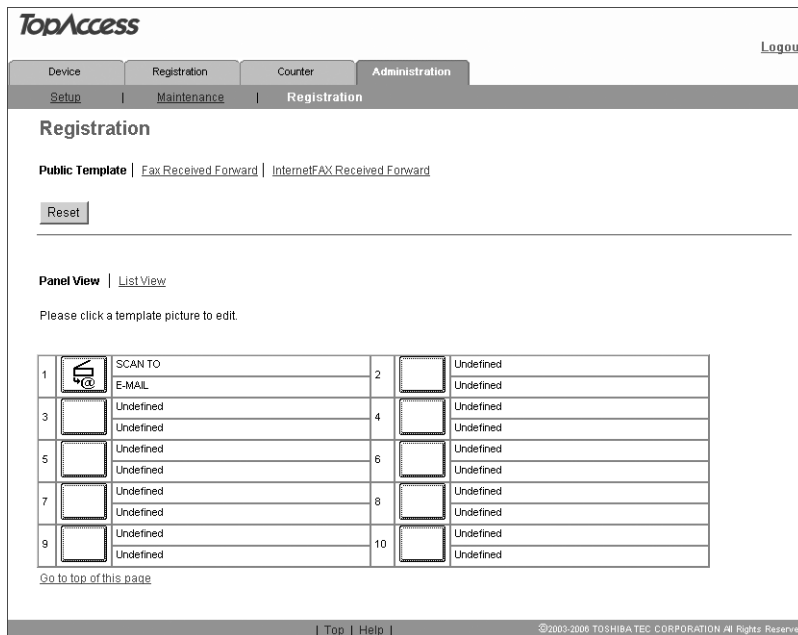 TopAccess
Logou
Device Registration Counter Administration
Setup | Maintenance | Registration
Registration
Public Template | Fax Received Forward | InternetFAX Received Forward
Reset
Panel View | List View
Please click a template picture to edit.
1 SCAN TO
E-MAIL
2 Undefined
Undefined
3 Undefined
Undefined
4 Undefined
Undefined
5 Undefined
Undefined
6 Undefined
Undefined
7 Undefined
Undefined
8 Undefined
Undefined
9 Undefined
Undefined
10 Undefined
Undefined
Go to top of this page
| Top | Help |
©2003-2006 TOSHIBA TEC CORPORATION All Rights Reserve